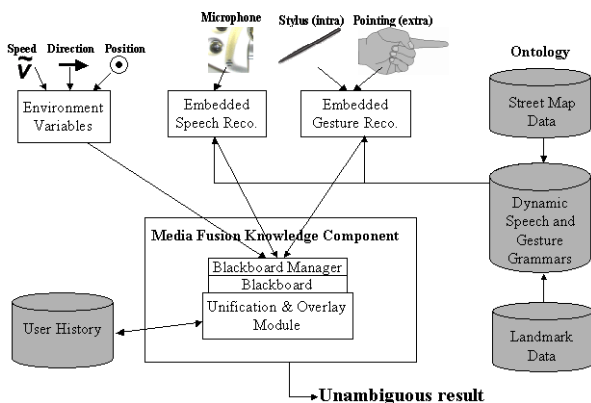 Microphone
Stylus (intra)
Pointing (extra)
Speed
Direction
Position
v
Ontology
Environment
Variables
Embedded
Speech Reco.
Embedded
Gesture Reco.
Street Map
Data
Dynamic
Speech and
Gesture
Grammars
Landmark
Data
Media Fusion Knowledge Component
Blackboard Manager
Blackboard
Unification & Overlay
Module
User History
Unambiguous result